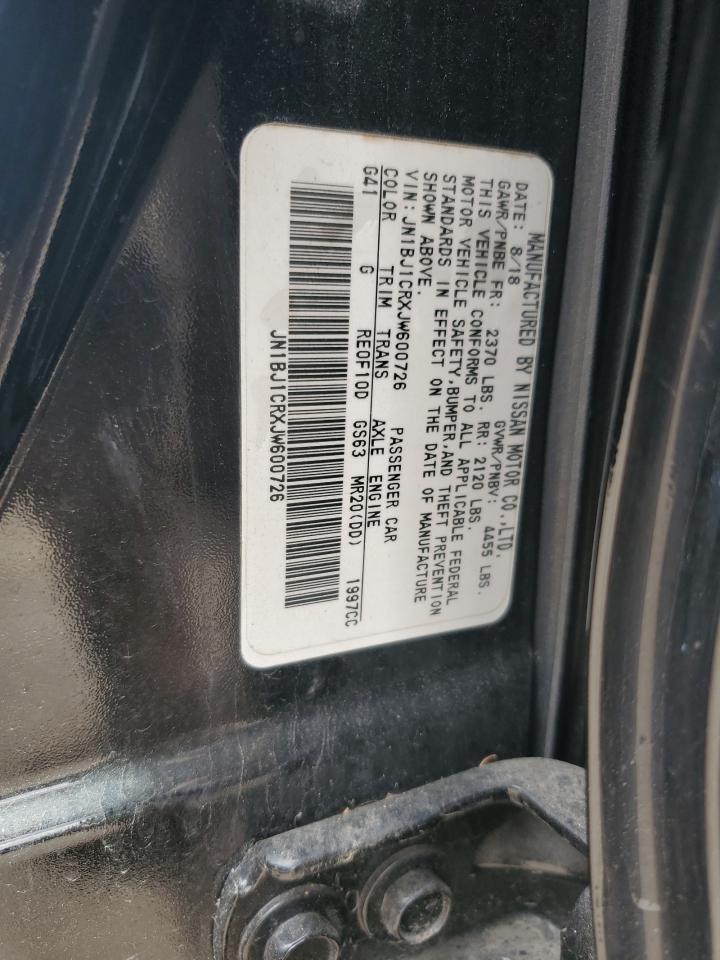 MANUFACTURED BY NISSAN MOTOR CO.,LTD.
DATE: 8/18 GVWR/PNBV: 4455 LBS.
GAWR/PNBE FR: 2370 LBS. RR: 2120 LBS.
THIS VEHICLE CONFORMS TO ALL APPLICABLE FEDERAL
MOTOR VEHICLE SAFETY,BUMPER,AND THEFT PREVENTION
STANDARDS IN EFFECT ON THE DATE OF MANUFACTURE
SHOWN ABOVE.
VIN: JN1BJ1CRXJW600726 PASSENGER CAR
COLOR TRIM TRANS AXLE ENGINE
G41 G RE0F10D GS63 MR20(DD) 1997CC
JN1BJ1CRXJW600726